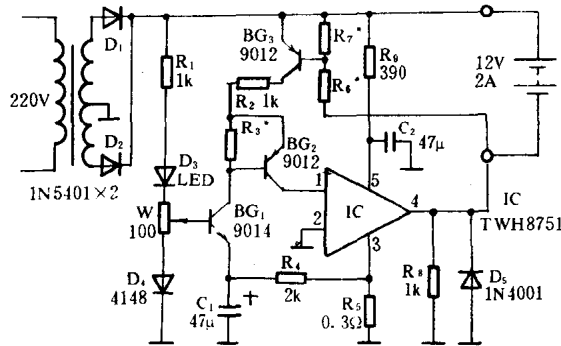 220V
D₁
D₂
1N5401×2
R₁
1k
D₃
LED
W
100
D₄
4148
BG₃
9012
R₂ 1k
R₃*
BG₂
9012
BG₁
9014
C₁
47μ
+
R₄
2k
R₇*
R₆*
R₉
390
C₂
47μ
1
2
3
4
5
IC
R₅
0.3Ω
R₈
1k
D₅
1N4001
12V
2A
IC
TWH8751